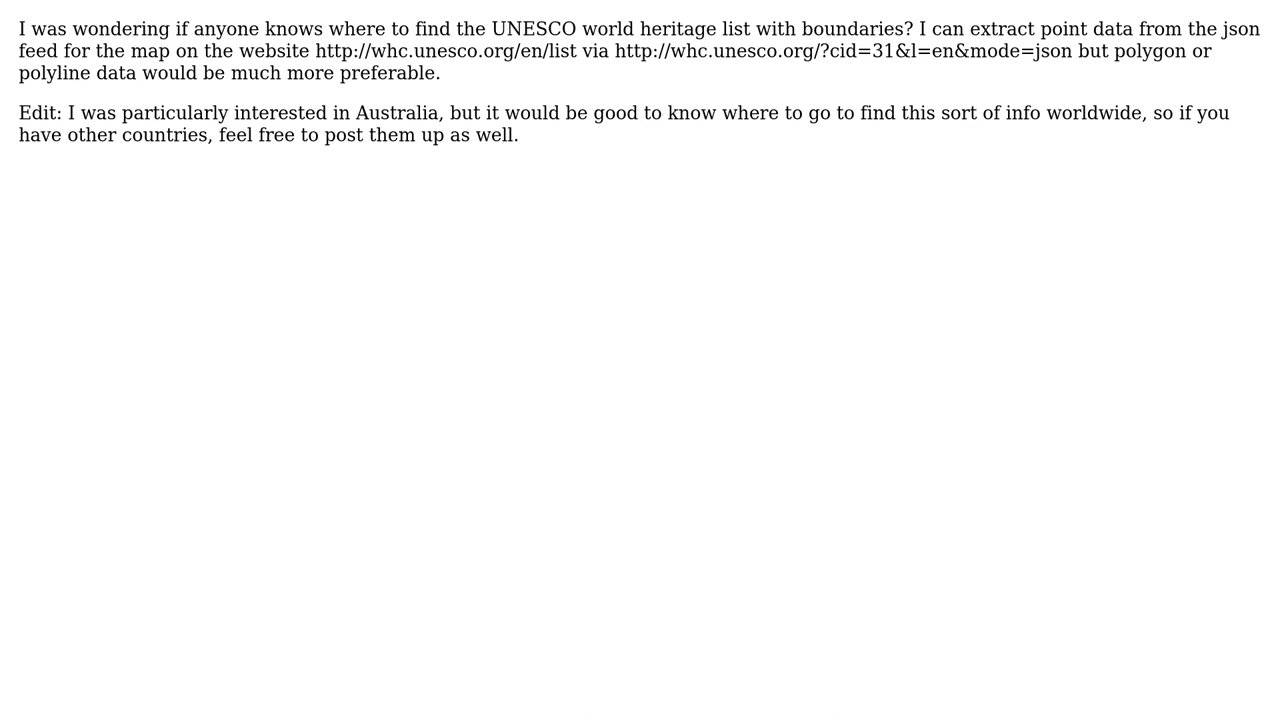 I was wondering if anyone knows where to find the UNESCO world heritage list with boundaries? I can extract point data from the json
feed for the map on the website http://whc.unesco.org/en/list via http://whc.unesco.org/?cid=31&l=en&mode=json but polygon or
polyline data would be much more preferable.
Edit: I was particularly interested in Australia, but it would be good to know where to go to find this sort of info worldwide, so if you
have other countries, feel free to post them up as well.